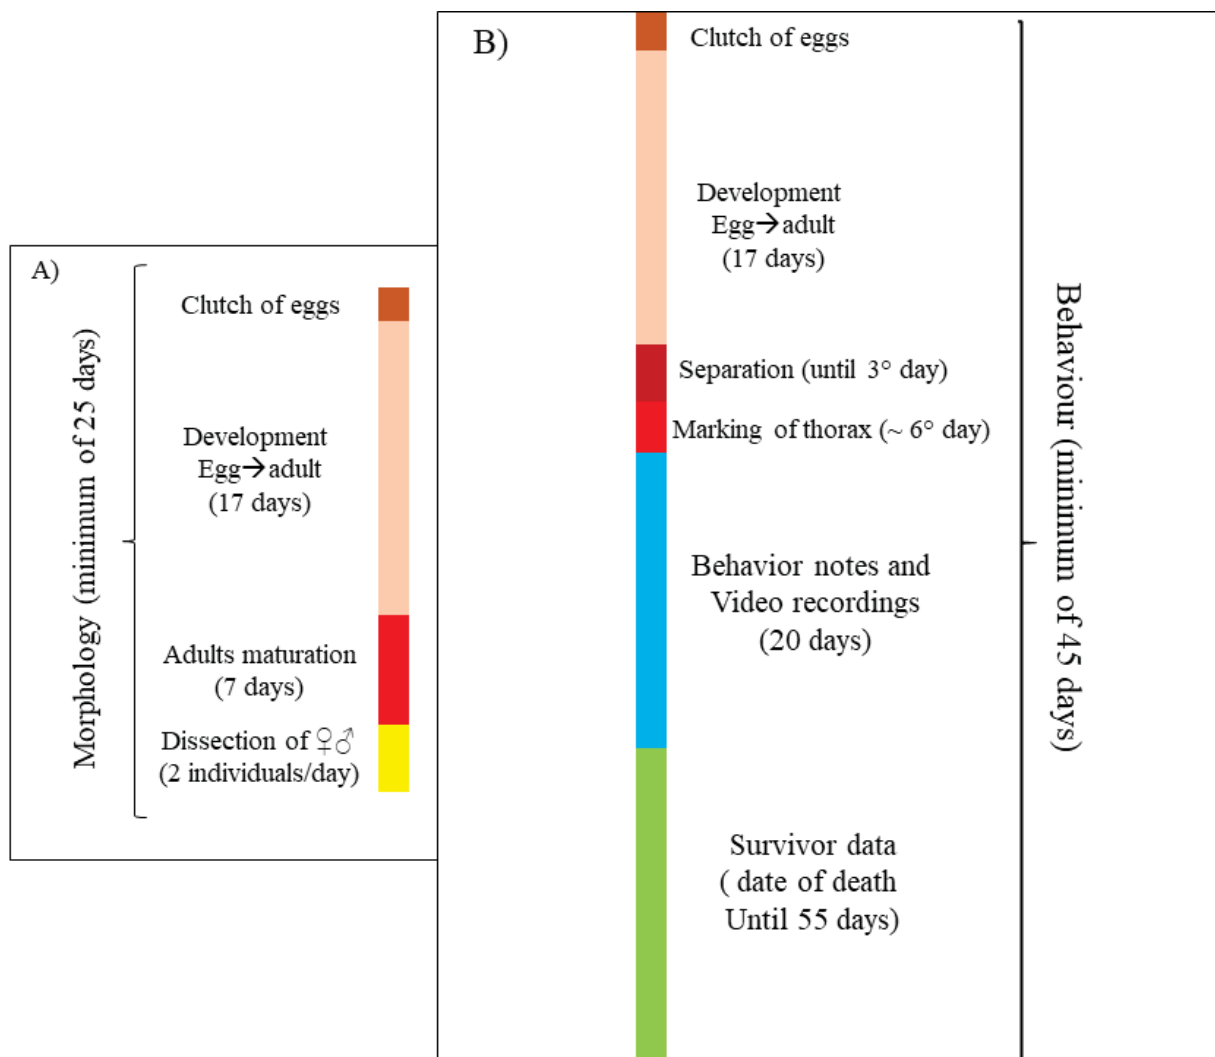 A)
Morphology (minimum of 25 days)
Clutch of eggs
Development
Egg→adult
(17 days)
Adults maturation
(7 days)
Dissection of ♀♂
(2 individuals/day)
B)
Clutch of eggs
Development
Egg→adult
(17 days)
Separation (until 3° day)
Marking of thorax (~ 6° day)
Behavior notes and
Video recordings
(20 days)
Survivor data
( date of death
Until 55 days)
Behaviour (minimum of 45 days)